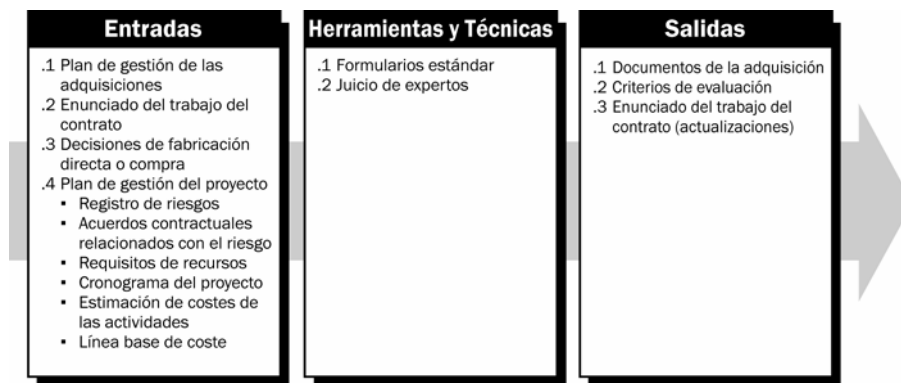 Entradas
.1 Plan de gestión de las
adquisiciones
.2 Enunciado del trabajo del
contrato
.3 Decisiones de fabricación
directa o compra
.4 Plan de gestión del proyecto
▪ Registro de riesgos
▪ Acuerdos contractuales
relacionados con el riesgo
▪ Requisitos de recursos
▪ Cronograma del proyecto
▪ Estimación de costes de
las actividades
▪ Línea base de coste
Herramientas y Técnicas
.1 Formularios estándar
.2 Juicio de expertos
Salidas
.1 Documentos de la adquisición
.2 Criterios de evaluación
.3 Enunciado del trabajo del
contrato (actualizaciones)